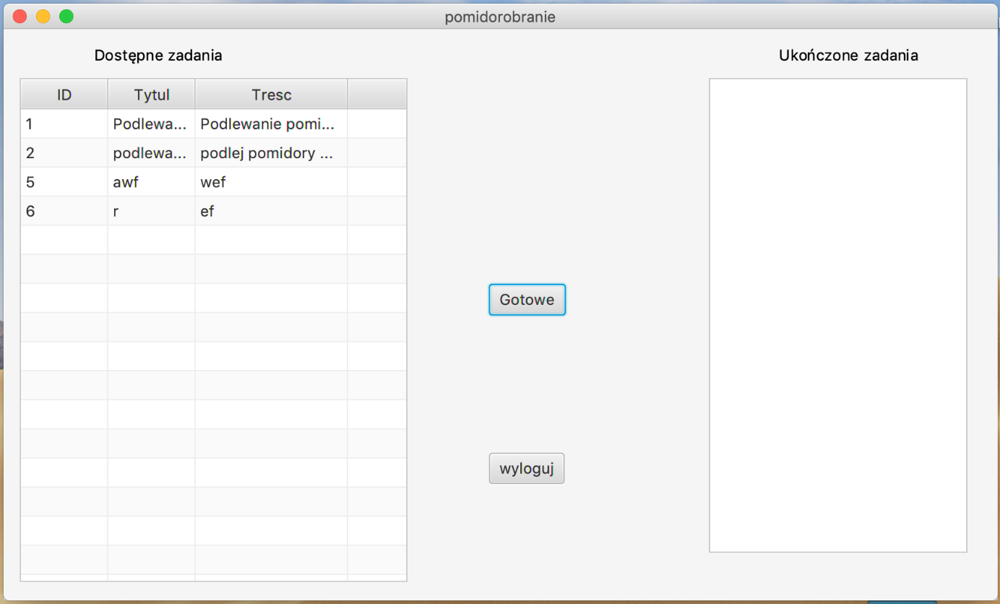 pomidorobranie
Dostępne zadania
Ukończone zadania
ID Tytul Tresc
1 Podlewa... Podlewanie pomi...
2 podlewa... podlej pomidory ...
5 awf wef
6 r ef
Gotowe
wyloguj